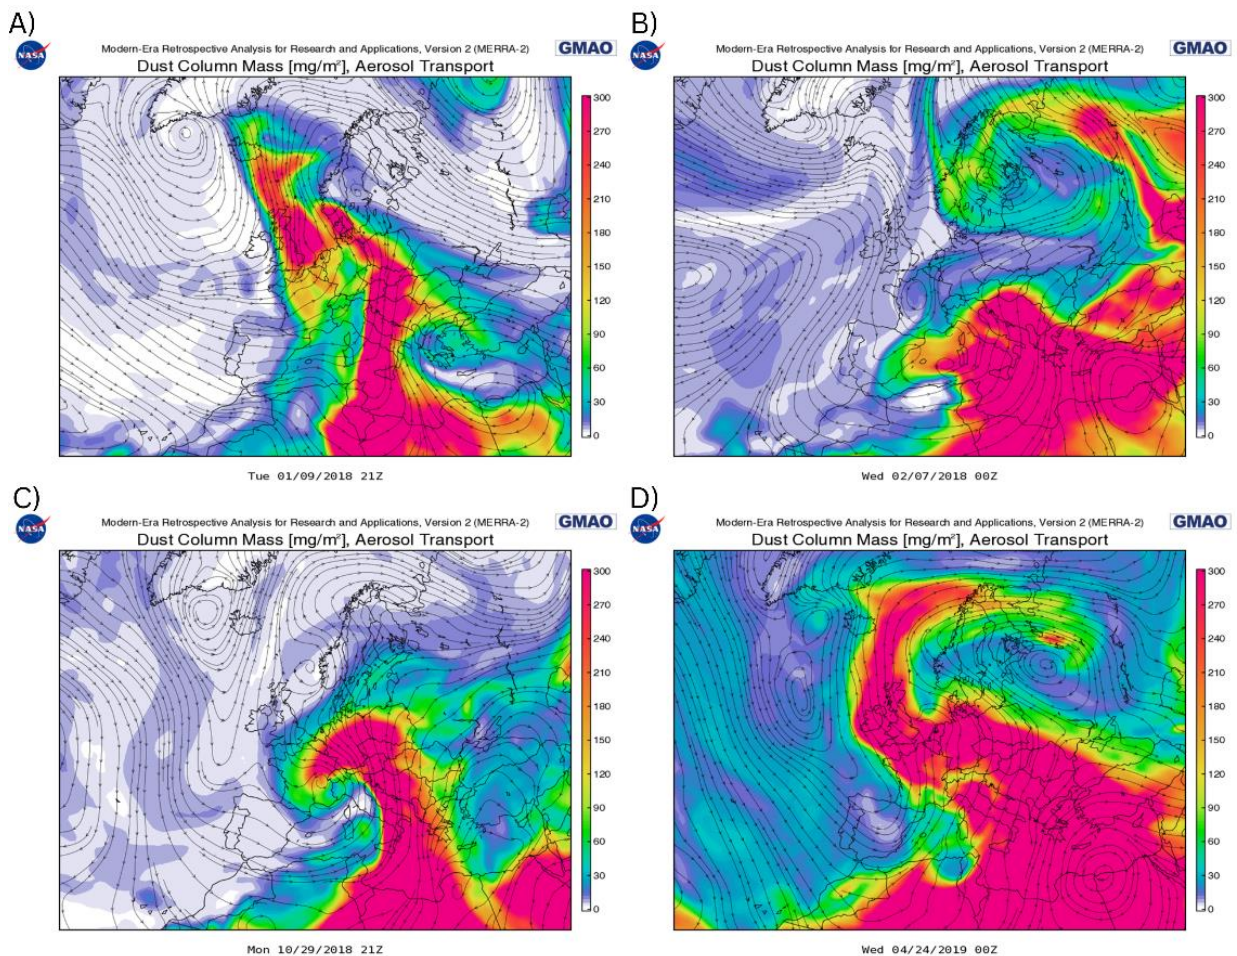 A)
NASA
Modern-Era Retrospective Analysis for Research and Applications, Version 2 (MERRA-2)
GMAO
Dust Column Mass [mg/m²], Aerosol Transport
300
270
240
210
180
150
120
90
60
30
0
Tue 01/09/2018 21Z
B)
NASA
Modern-Era Retrospective Analysis for Research and Applications, Version 2 (MERRA-2)
GMAO
Dust Column Mass [mg/m²], Aerosol Transport
300
270
240
210
180
150
120
90
60
30
0
Wed 02/07/2018 00Z
C)
NASA
Modern-Era Retrospective Analysis for Research and Applications, Version 2 (MERRA-2)
GMAO
Dust Column Mass [mg/m²], Aerosol Transport
300
270
240
210
180
150
120
90
60
30
0
Mon 10/29/2018 21Z
D)
NASA
Modern-Era Retrospective Analysis for Research and Applications, Version 2 (MERRA-2)
GMAO
Dust Column Mass [mg/m²], Aerosol Transport
300
270
240
210
180
150
120
90
60
30
0
Wed 04/24/2019 00Z